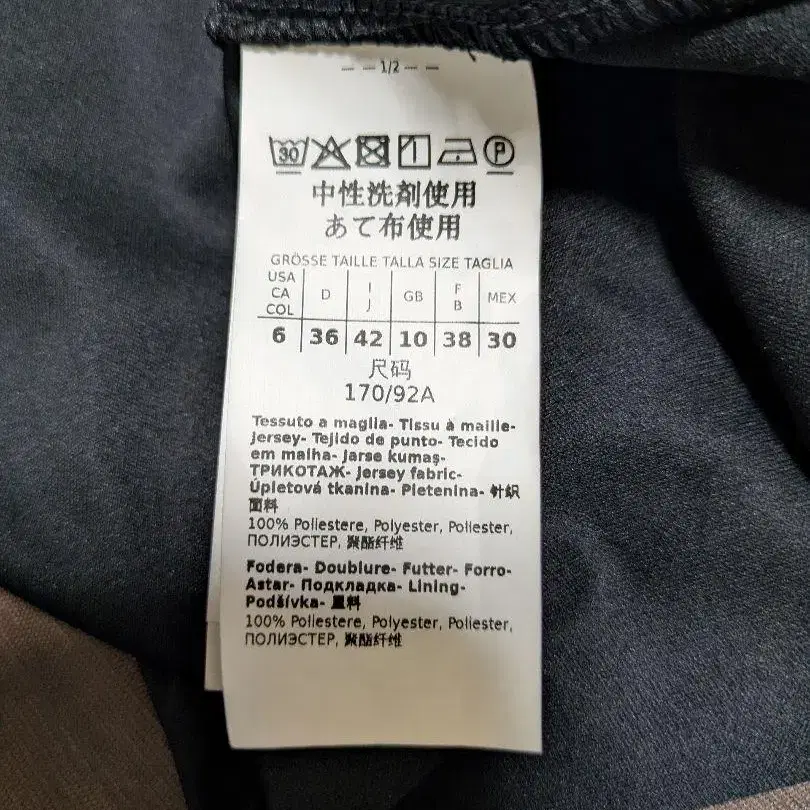 — — 1/2 — —
30 P
中性洗剤使用
あて布使用
GRÖSSE TAILLE TALLA SIZE TAGLIA
USA CA COL D I J GB F B MEX
6 36 42 10 38 30
尺码
170/92A
Tessuto a maglia- Tissu à maille-
Jersey- Tejido de punto- Tecido
em malha- Jarse kumaş-
ТРИКОТАЖ- Jersey fabric-
Úpletová tkanina- Pletenina- 针织
面料
100% Poliestere, Polyester, Poliester,
ПОЛИЭСТЕР, 聚酯纤维
Fodera- Doublure- Futter- Forro-
Astar- Подкладка- Lining-
Podšívka- 里料
100% Poliestere, Polyester, Poliester,
ПОЛИЭСТЕР, 聚酯纤维